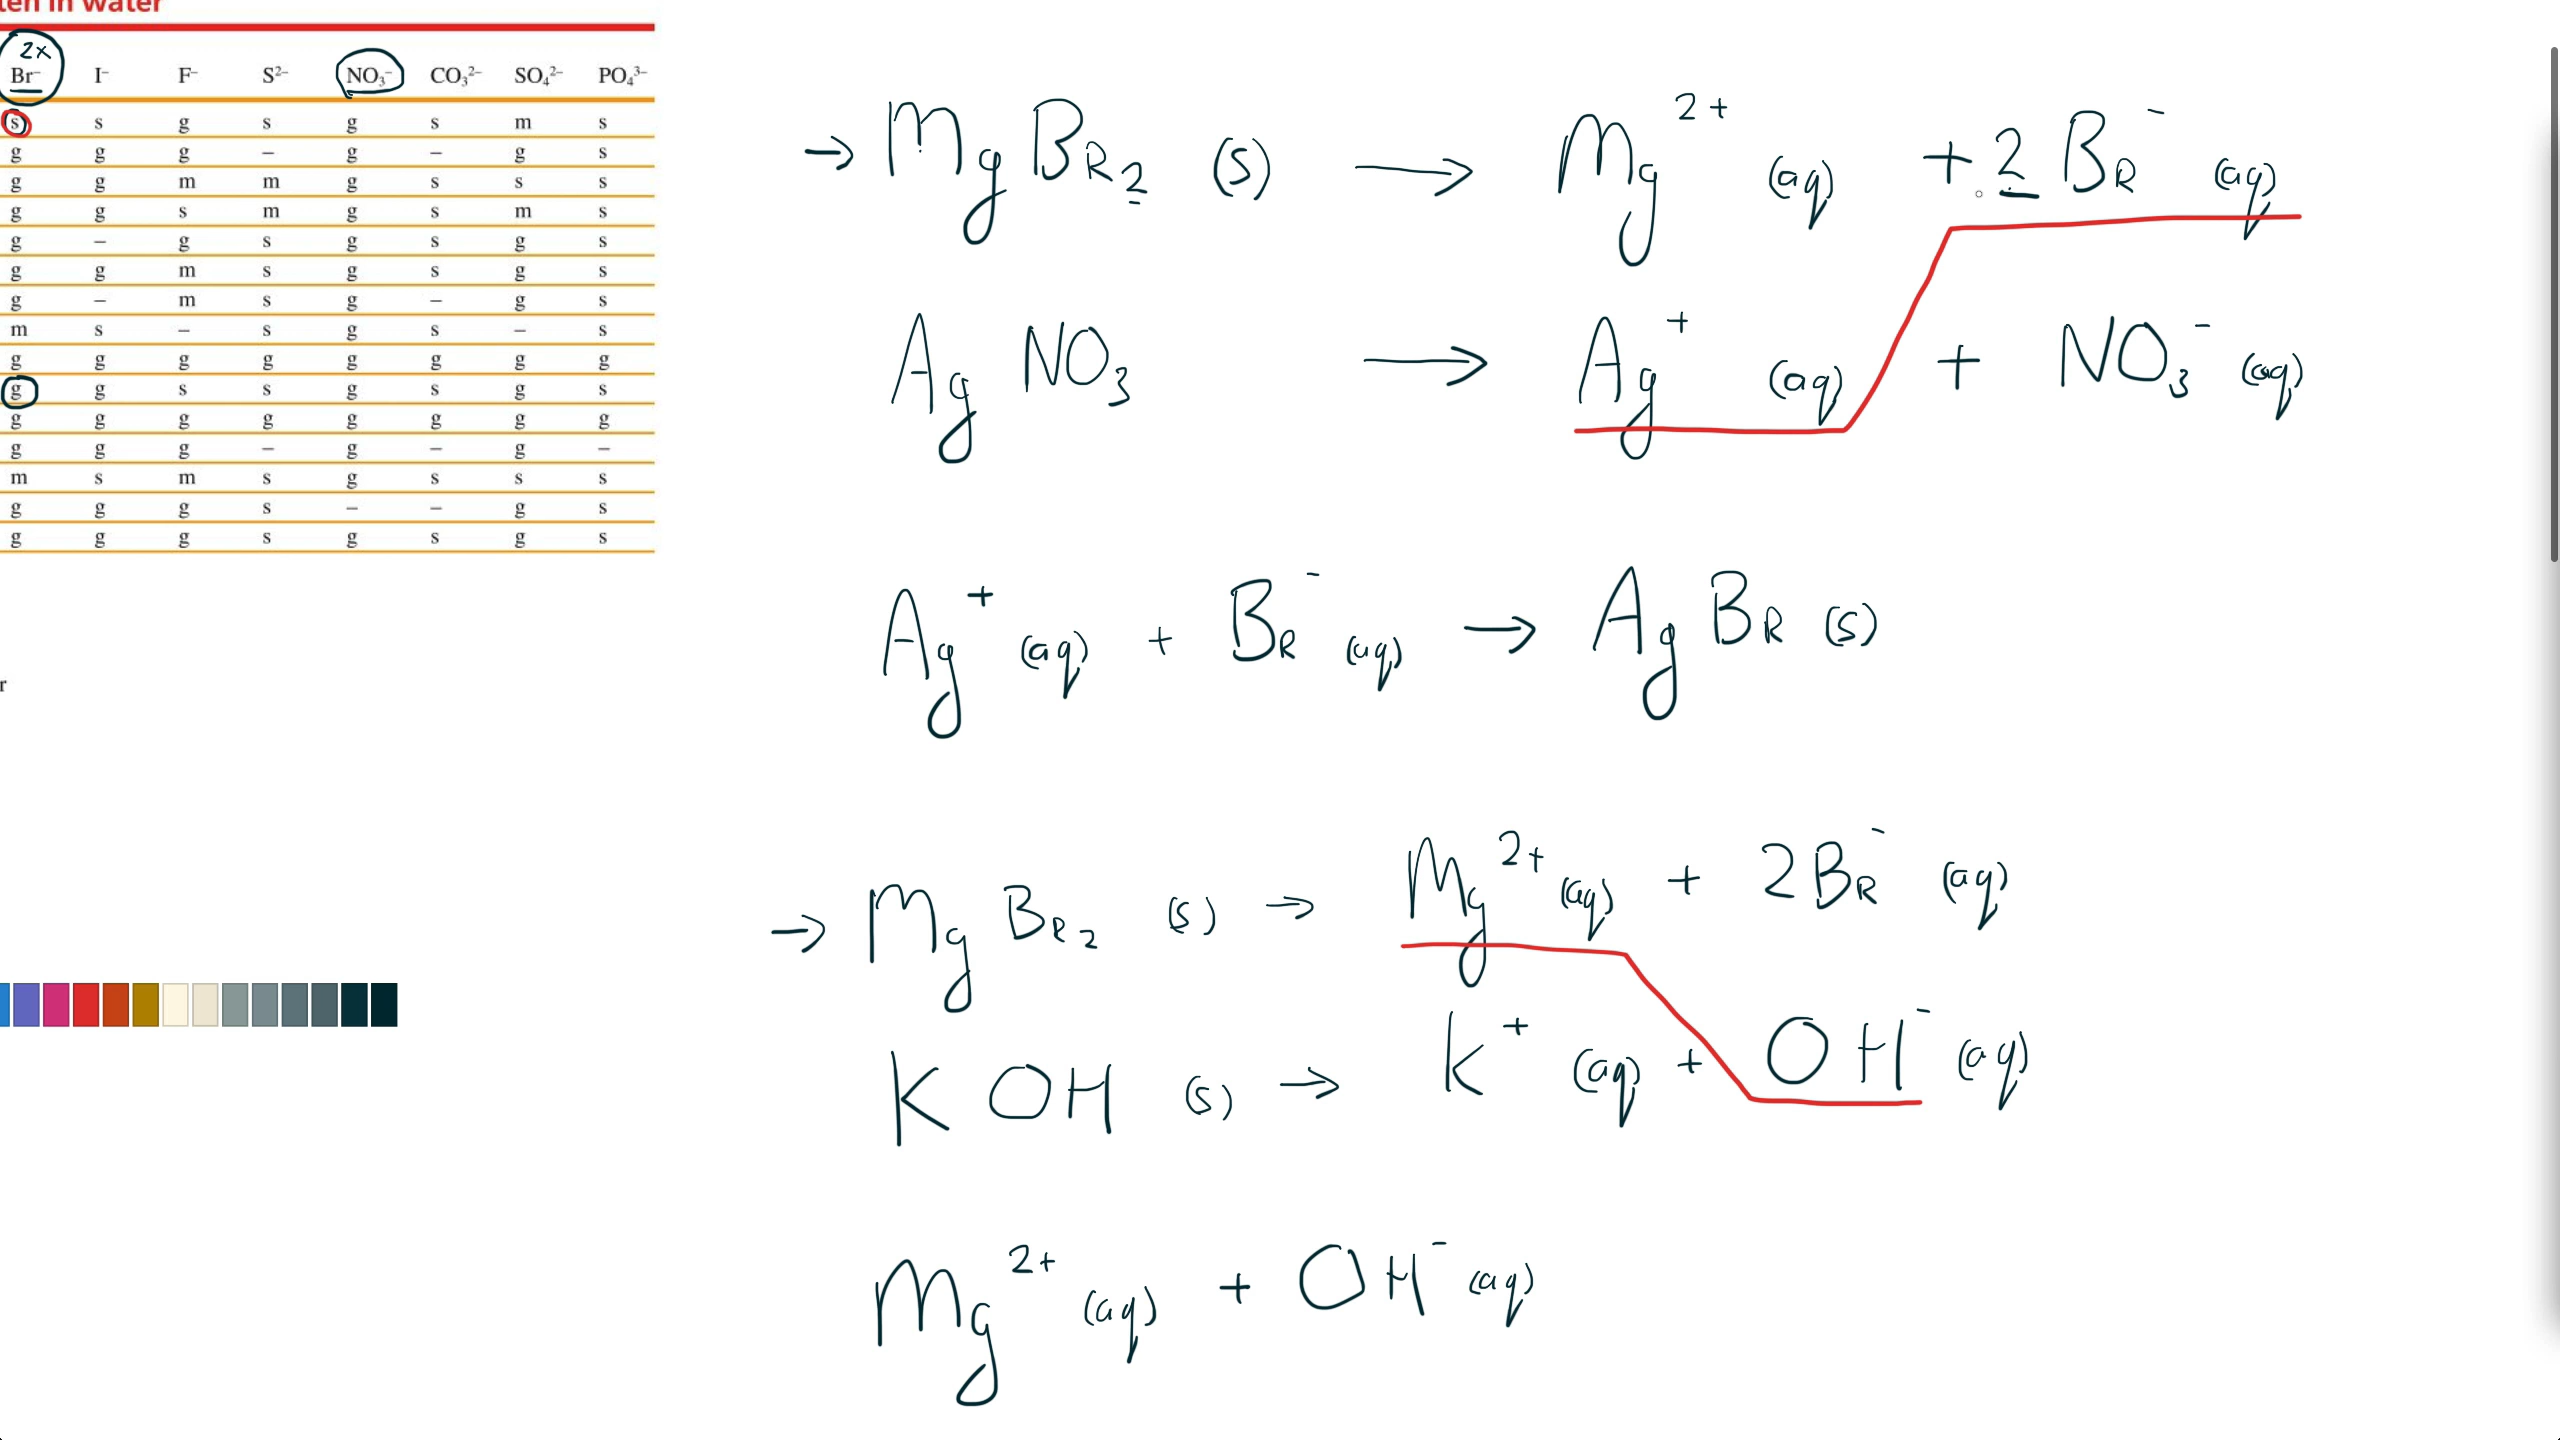 ten in water
2x
Br⁻ I⁻ F⁻ S²⁻ NO₃⁻ CO₃²⁻ SO₄²⁻ PO₄³⁻
s s g s g s m s
g g g – g – g s
g g m m g s s s
g g s m g s m s
g – g s g s g s
g g m s g s g s
g – m s g – g s
m s – s g s – s
g g g g g g g g
g g s s g s g s
g g g g g g g g
g g g – g – g –
m s m s g s s s
g g g s – – g s
g g g s g s g s
r
→ MgBR₂ (s) → Mg²⁺ (aq) + 2 BR⁻ (aq)
AgNO₃ → Ag⁺ (aq) + NO₃⁻ (aq)
Ag⁺ (aq) + BR⁻ (aq) → AgBR (s)
→ MgBR₂ (s) → Mg²⁺ (aq) + 2BR⁻ (aq)
KOH (s) → K⁺ (aq) + OH⁻ (aq)
Mg²⁺ (aq) + OH⁻ (aq)